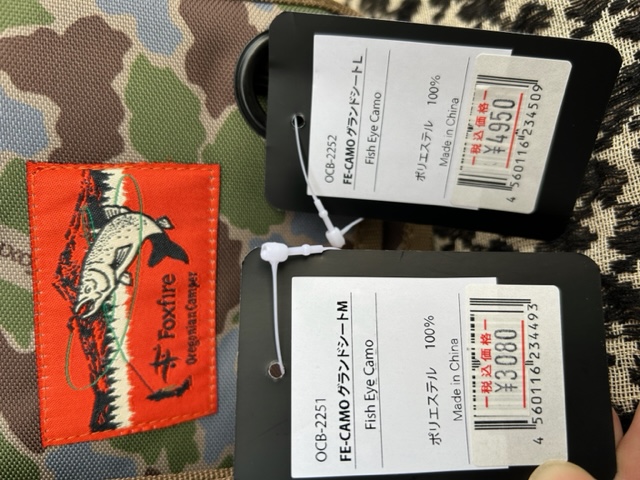 OCB-2252
FE-CAMO グランドシートL
Fish Eye Camo
ポリエステル 100%
Made in China
税込価格
¥4950
4 560116 234509
OCB-2251
FE-CAMO グランドシートM
Fish Eye Camo
ポリエステル 100%
Made in China
税込価格
¥3080
4 560116 234493
Foxfire
Oregonian Camper